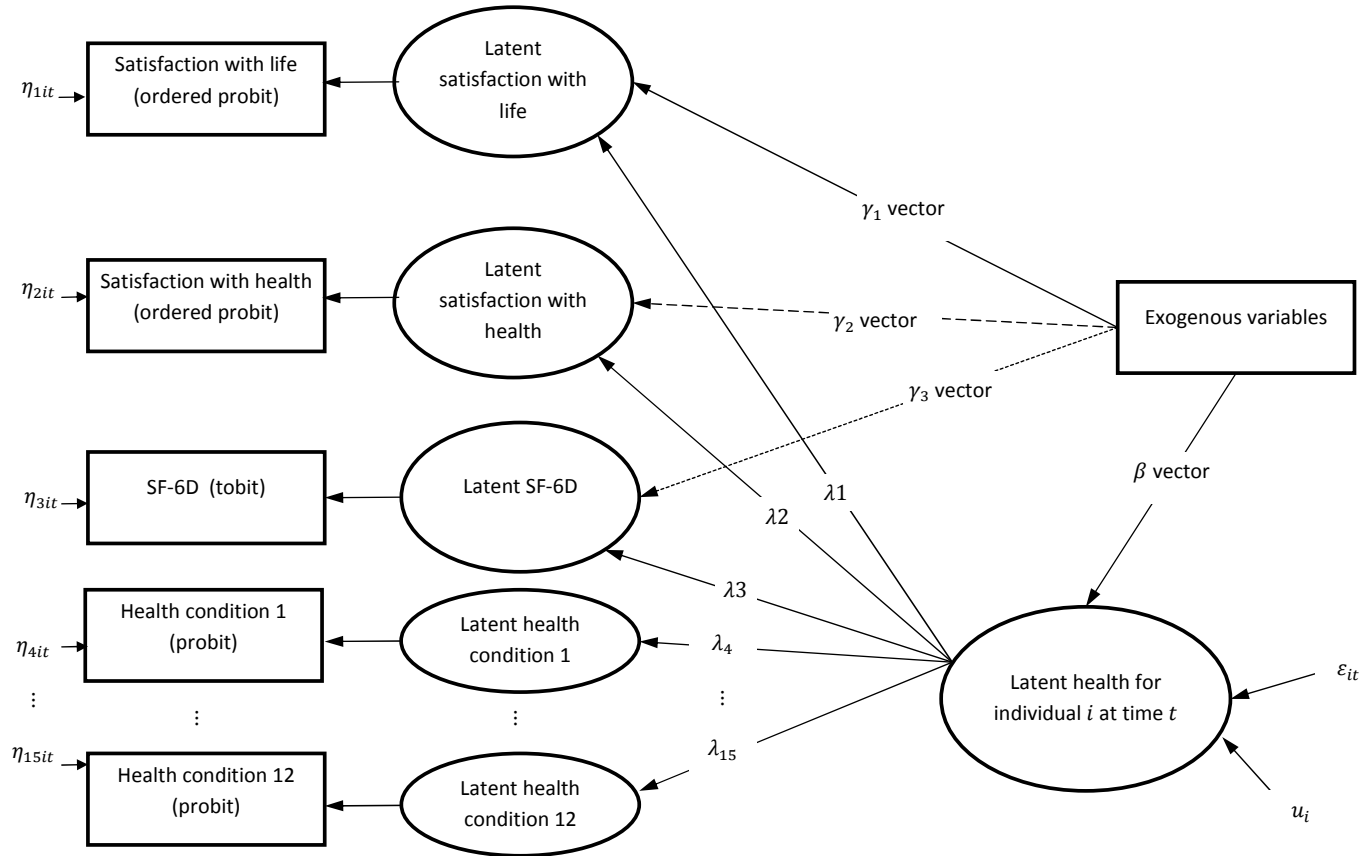 Satisfaction with life
(ordered probit)
η1it
Latent
satisfaction with
life
γ1 vector
Satisfaction with health
(ordered probit)
η2it
Latent
satisfaction with
health
γ2 vector
Exogenous variables
γ3 vector
β vector
SF-6D (tobit)
η3it
Latent SF-6D
λ1
λ2
λ3
Health condition 1
(probit)
η4it
Latent health
condition 1
λ4
⋮
⋮
⋮
⋮
Latent health for
individual i at time t
εit
ui
η15it
Health condition 12
(probit)
Latent health
condition 12
λ15